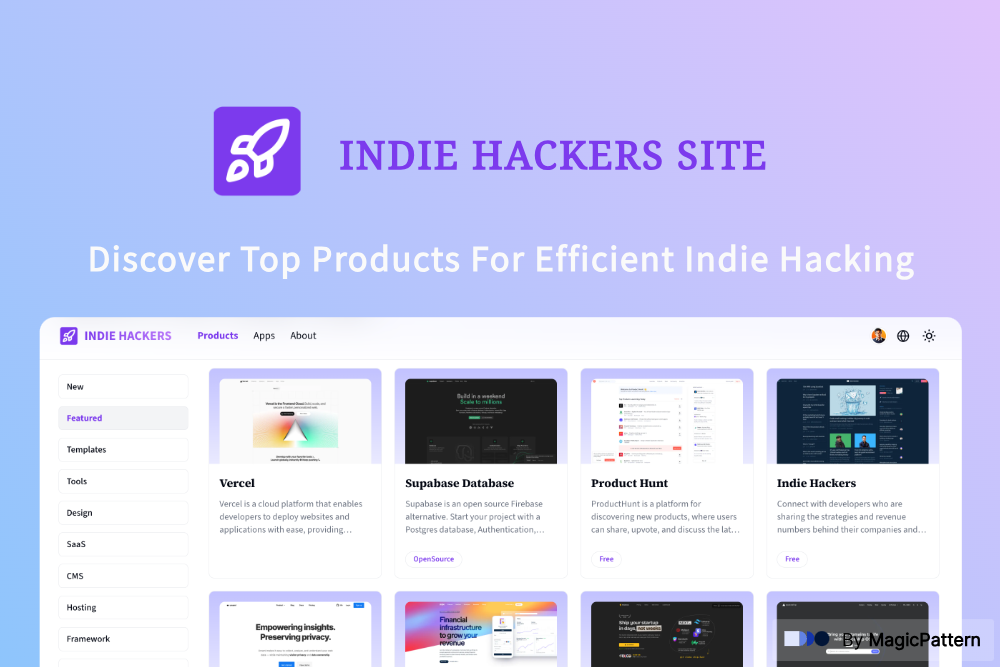 INDIE HACKERS SITE
Discover Top Products For Efficient Indie Hacking
INDIE HACKERS
Products
Apps
About
New
Featured
Templates
Tools
Design
SaaS
CMS
Hosting
Framework
Build in a weekend
Scale to millions
Vercel
Vercel is a cloud platform that enables
developers to deploy websites and
applications with ease, providing…
Supabase Database
Supabase is an open source Firebase
alternative. Start your project with a
Postgres database, Authentication,…
OpenSource
Product Hunt
ProductHunt is a platform for
discovering new products, where users
can share, upvote, and discuss the lat…
Free
Indie Hackers
Connect with developers who are
sharing the strategies and revenue
numbers behind their companies and…
Free
Empowering insights.
Preserving privacy.
Financial
infrastructure
to grow your
revenue
Ship your startup
in days, not weeks
By MagicPattern